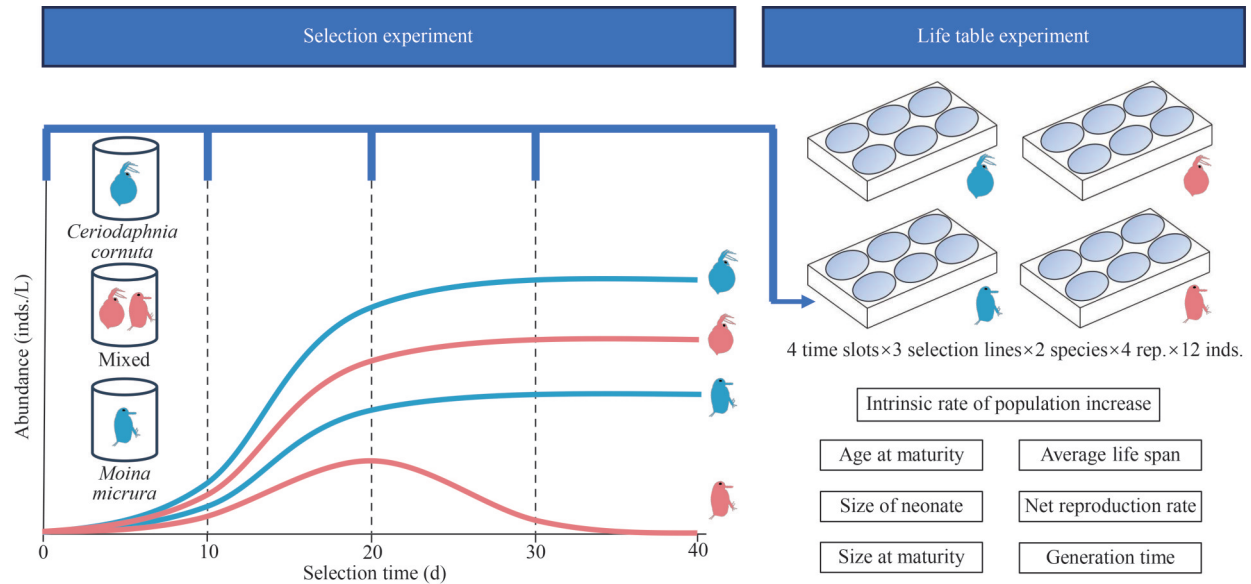 Selection experiment
Life table experiment
Ceriodaphnia
cornuta
Mixed
Moina
micrura
Abundance (inds./L)
0
10
20
30
40
Selection time (d)
4 time slots×3 selection lines×2 species×4 rep.×12 inds.
Intrinsic rate of population increase
Age at maturity
Average life span
Size of neonate
Net reproduction rate
Size at maturity
Generation time